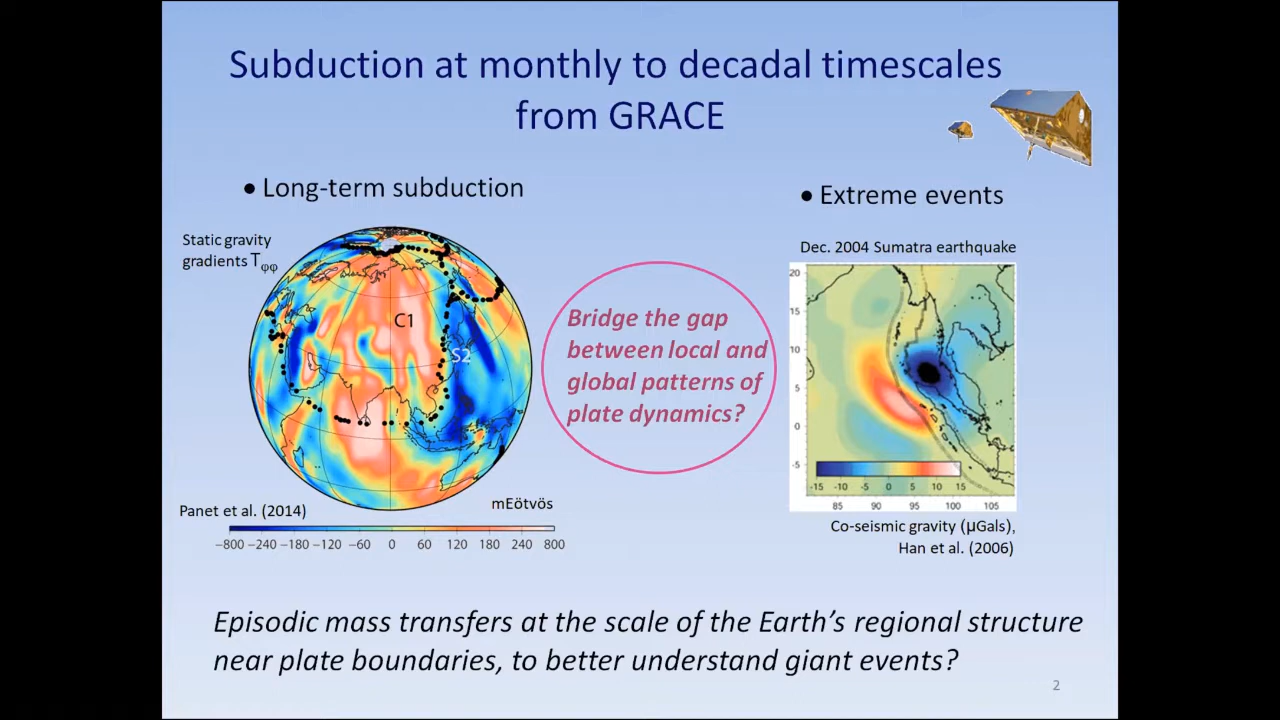 Subduction at monthly to decadal timescales
from GRACE
• Long-term subduction
Static gravity
gradients Tφφ
C1
S2
Panet et al. (2014)
mEötvös
−800 −240 −180 −120 −60 0 60 120 180 240 800
Bridge the gap
between local and
global patterns of
plate dynamics?
• Extreme events
Dec. 2004 Sumatra earthquake
20
15
10
5
0
-5
-15 -10 -5 0 5 10 15
85 90 95 100 105
Co-seismic gravity (µGals),
Han et al. (2006)
Episodic mass transfers at the scale of the Earth's regional structure
near plate boundaries, to better understand giant events?
2